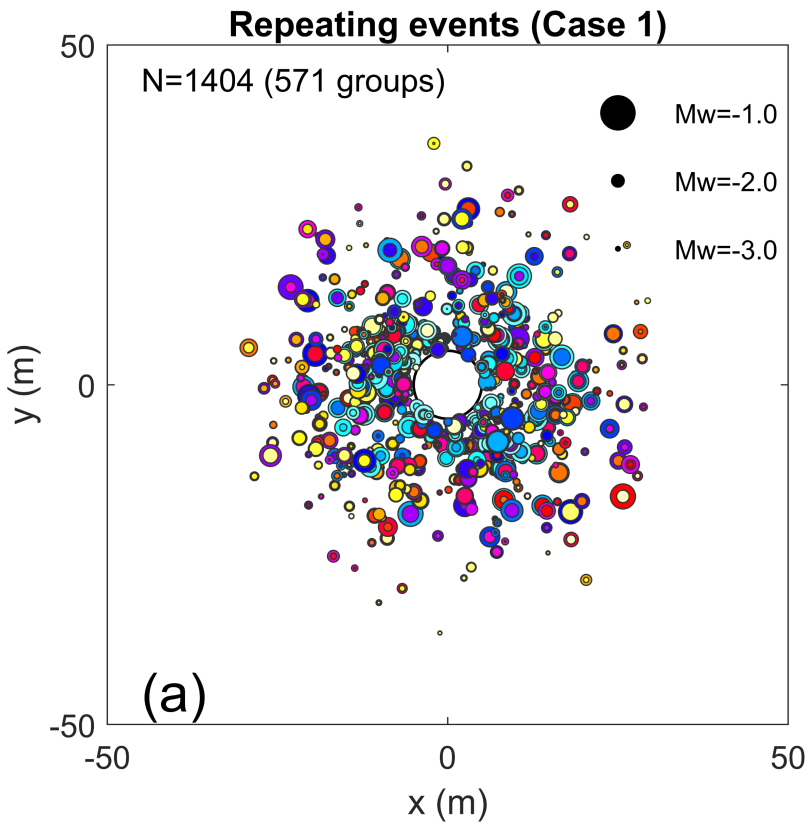 Repeating events (Case 1)
50
N=1404 (571 groups)
Mw=-1.0
Mw=-2.0
Mw=-3.0
y (m)
0
(a)
-50
-50 0 50
x (m)